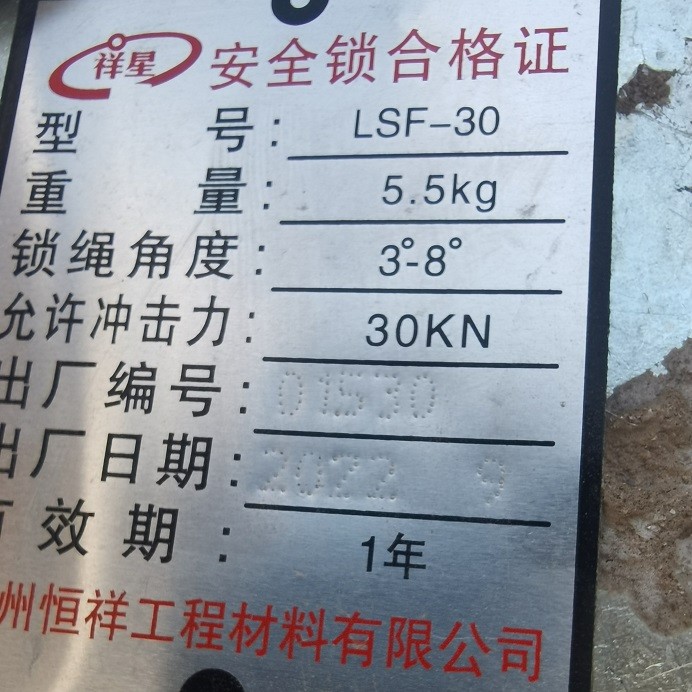 祥星 安全锁合格证
型 号: LSF-30
重 量: 5.5kg
锁绳角度: 3°-8°
允许冲击力: 30KN
出厂编号: 01530
出厂日期: 2022 9
有效期: 1年
州恒祥工程材料有限公司